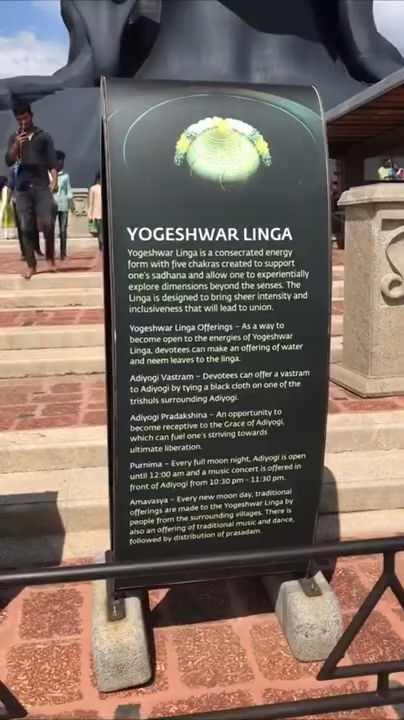 YOGESHWAR LINGA
Yogeshwar Linga is a consecrated energy
form with five chakras created to support
one's sadhana and allow one to experientially
explore dimensions beyond the senses. The
Linga is designed to bring sheer intensity and
inclusiveness that will lead to union.
Yogeshwar Linga Offerings – As a way to
become open to the energies of Yogeshwar
Linga, devotees can make an offering of water
and neem leaves to the linga.
Adiyogi Vastram – Devotees can offer a vastram
to Adiyogi by tying a black cloth on one of the
trishuls surrounding Adiyogi.
Adiyogi Pradakshina – An opportunity to
become receptive to the Grace of Adiyogi,
which can fuel one's striving towards
ultimate liberation.
Purnima – Every full moon night, Adiyogi is open
until 12:00 am and a music concert is offered in
front of Adiyogi from 10:30 pm - 11:30 pm.
Amavasya – Every new moon day, traditional
offerings are made to the Yogeshwar Linga by
people from the surrounding villages. There is
also an offering of traditional music and dance,
followed by distribution of prasadam.